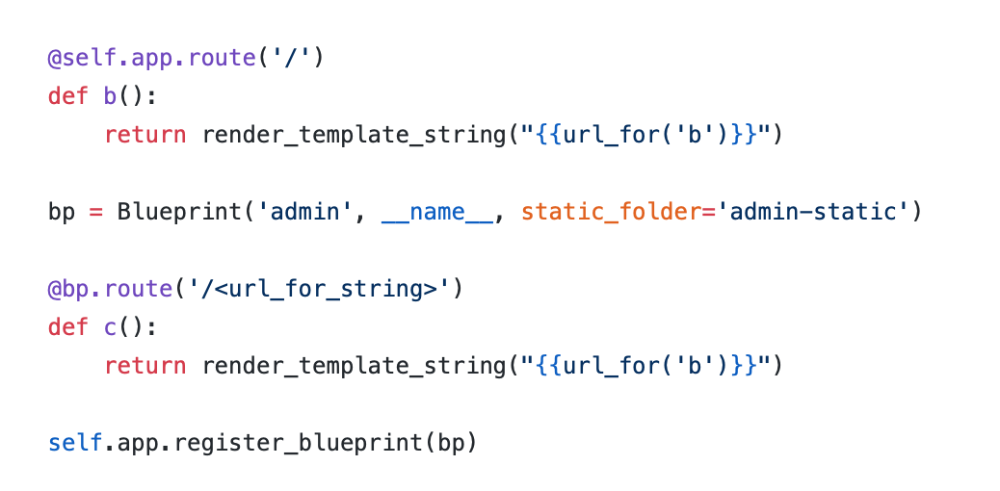 @self.app.route('/')
def b():
    return render_template_string("{{url_for('b')}}")

bp = Blueprint('admin', __name__, static_folder='admin-static')

@bp.route('/<url_for_string>')
def c():
    return render_template_string("{{url_for('b')}}")

self.app.register_blueprint(bp)